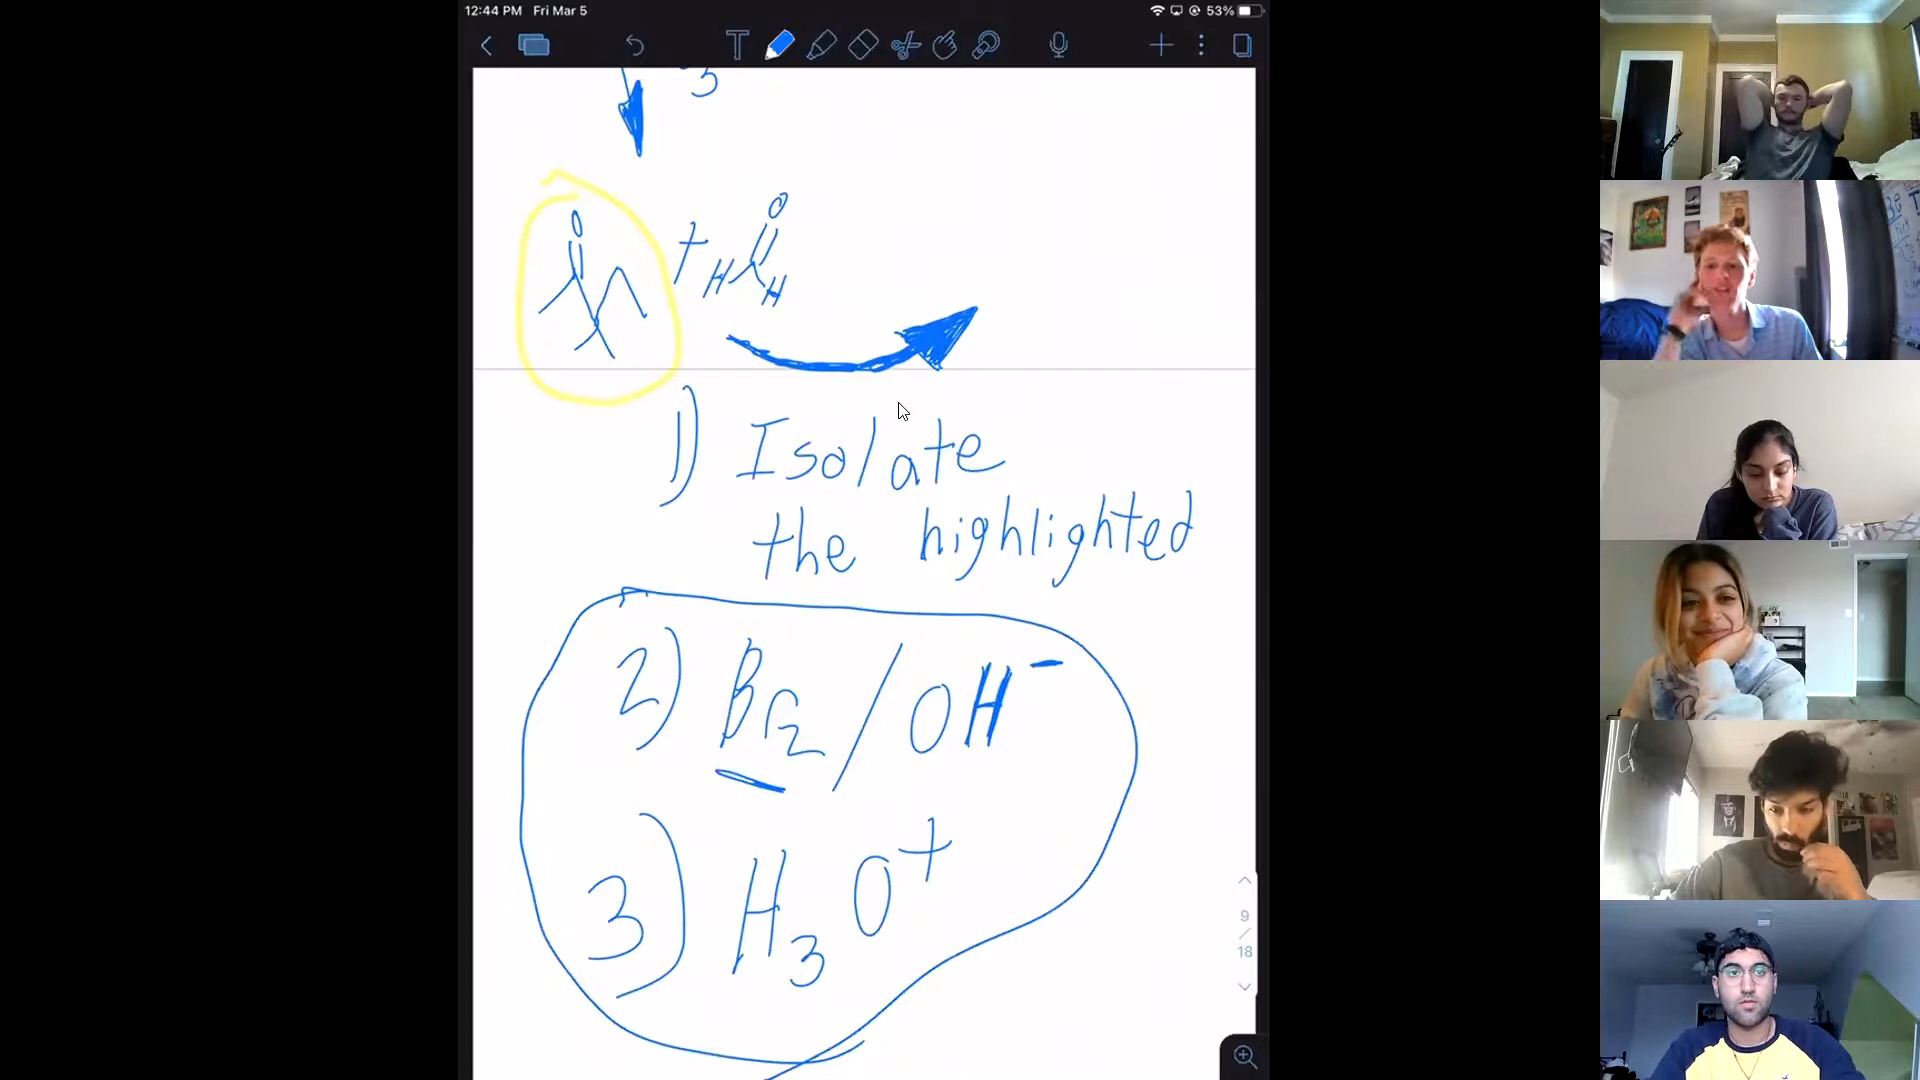 12:44 PM Fri Mar 5
53%
T
3
O
O
+ H
H
1) Isolate
the highlighted
2) Br2 / OH-
3) H3O+
9
/
18